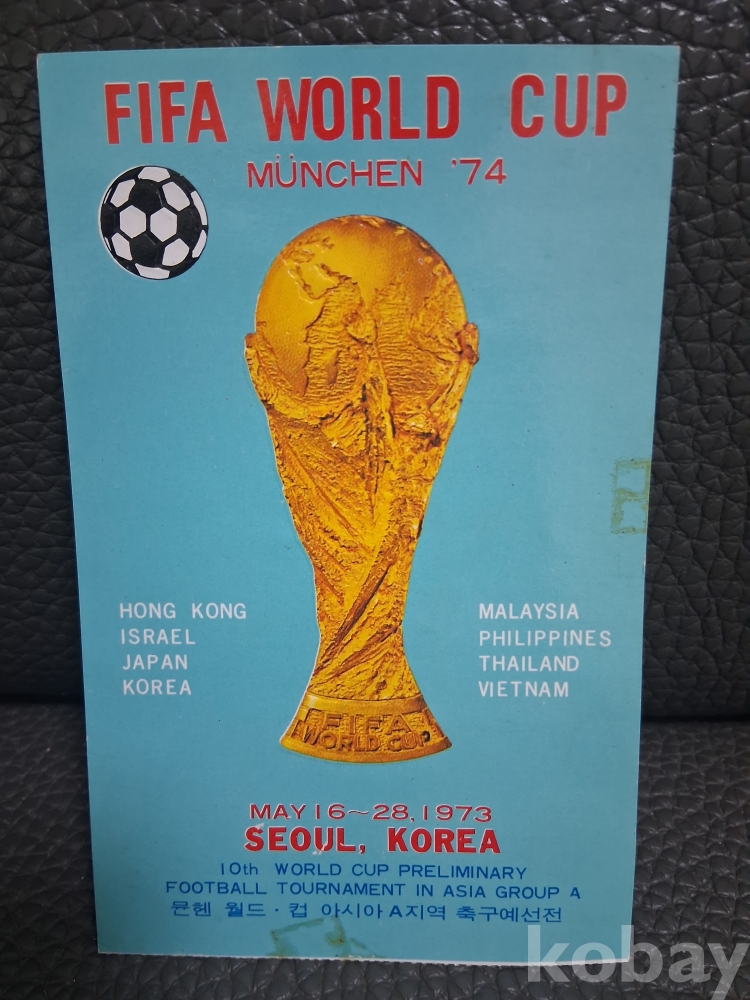 FIFA WORLD CUP
MÜNCHEN '74
HONG KONG
ISRAEL
JAPAN
KOREA
MALAYSIA
PHILIPPINES
THAILAND
VIETNAM
FIFA
WORLD CUP
MAY 16~28, 1973
SEOUL, KOREA
10th WORLD CUP PRELIMINARY
FOOTBALL TOURNAMENT IN ASIA GROUP A
뮨헨 월드·컵 아시아 A지역 축구예선전
kobay